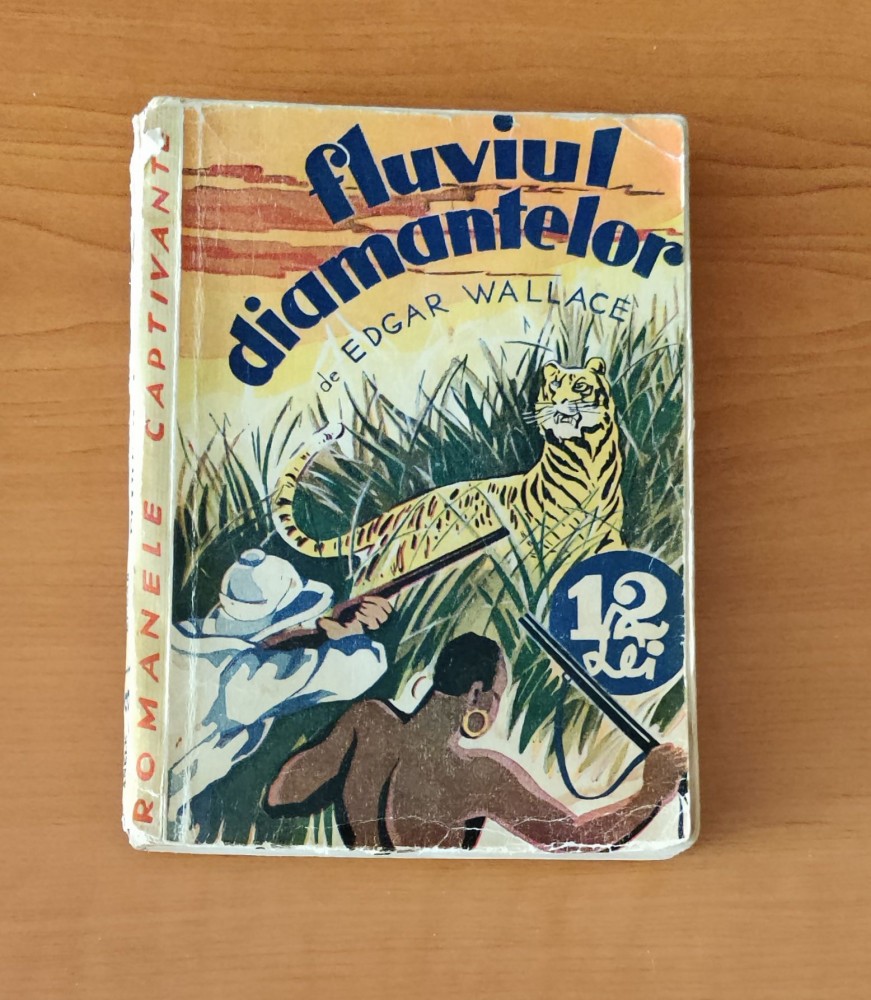 fluviul
diamantelor
de EDGAR WALLACE
12
Lei
ROMANELE CAPTIVANTE